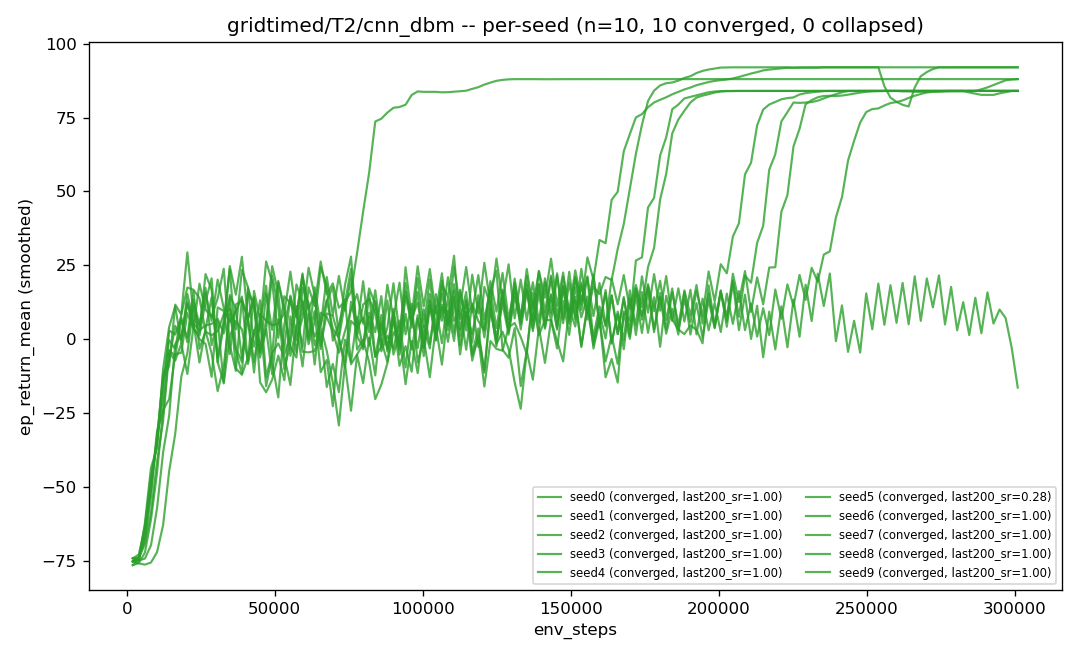 gridtimed/T2/cnn_dbm -- per-seed (n=10, 10 converged, 0 collapsed)
ep_return_mean (smoothed)
100
75
50
25
0
−25
−50
−75
seed0 (converged, last200_sr=1.00)
seed1 (converged, last200_sr=1.00)
seed2 (converged, last200_sr=1.00)
seed3 (converged, last200_sr=1.00)
seed4 (converged, last200_sr=1.00)
seed5 (converged, last200_sr=0.28)
seed6 (converged, last200_sr=1.00)
seed7 (converged, last200_sr=1.00)
seed8 (converged, last200_sr=1.00)
seed9 (converged, last200_sr=1.00)
0 50000 100000 150000 200000 250000 300000
env_steps